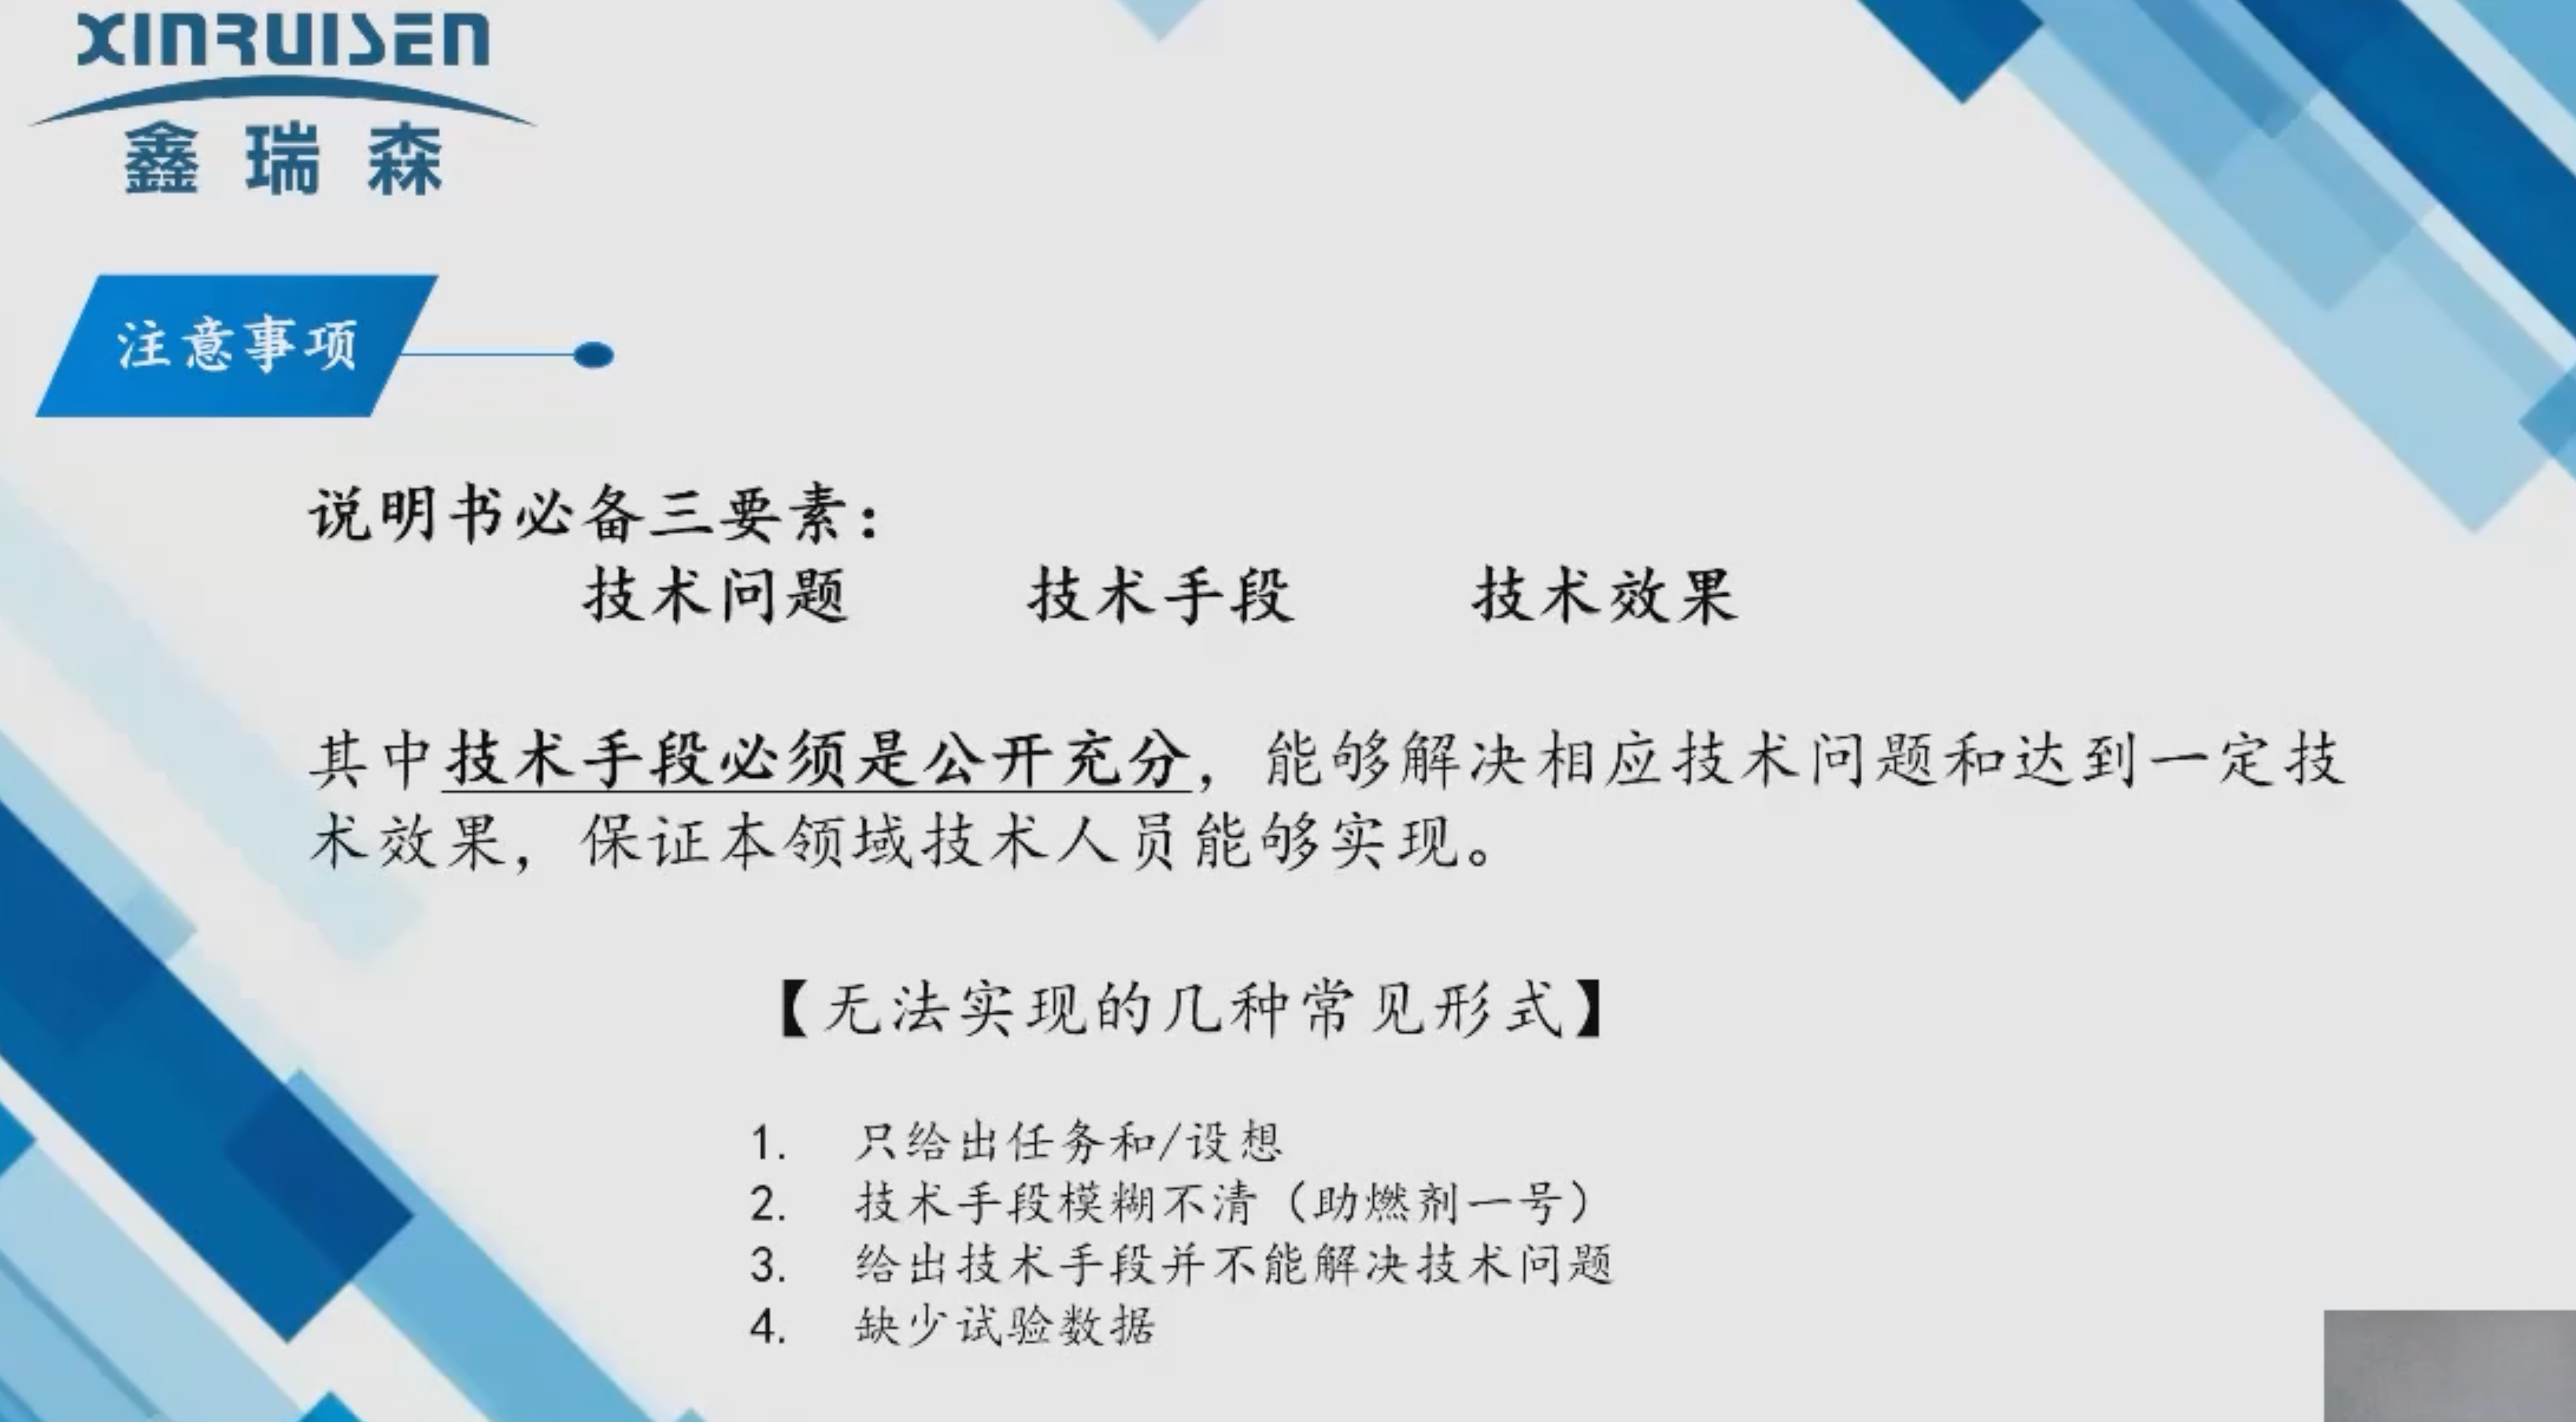 XINRUISEN
鑫瑞森
注意事项
说明书必备三要素：
技术问题 技术手段 技术效果
其中技术手段必须是公开充分，能够解决相应技术问题和达到一定技
术效果，保证本领域技术人员能够实现。
【无法实现的几种常见形式】
1. 只给出任务和/设想
2. 技术手段模糊不清（助燃剂一号）
3. 给出技术手段并不能解决技术问题
4. 缺少试验数据